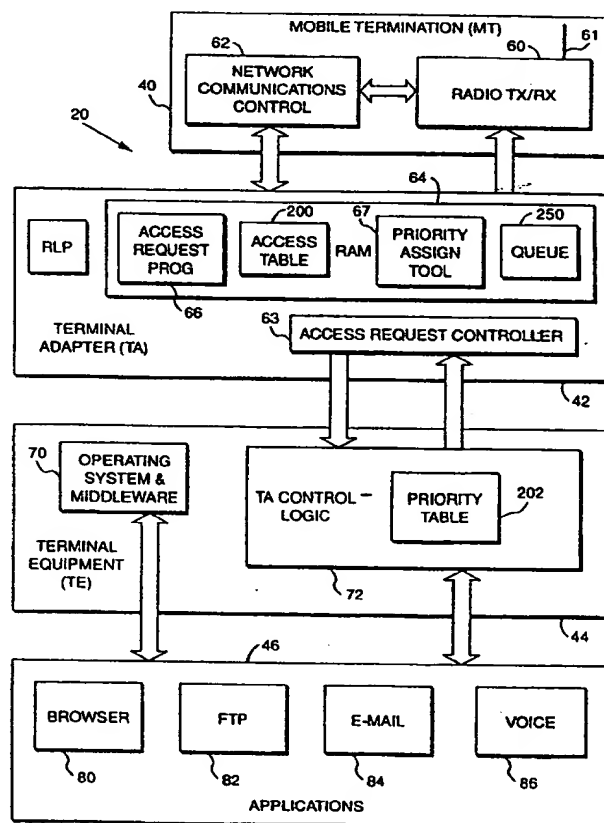 MOBILE TERMINATION (MT)
61
62
60
NETWORK
COMMUNICATIONS
CONTROL
RADIO TX/RX
40
20
64
RLP
ACCESS
REQUEST
PROG
66
200
ACCESS
TABLE
RAM
67
PRIORITY
ASSIGN
TOOL
250
QUEUE
TERMINAL
ADAPTER (TA)
63
ACCESS REQUEST CONTROLLER
42
70
OPERATING
SYSTEM &
MIDDLEWARE
TA CONTROL
LOGIC
PRIORITY
TABLE
202
TERMINAL
EQUIPMENT (TE)
72
44
46
BROWSER
80
FTP
82
E-MAIL
84
VOICE
86
APPLICATIONS